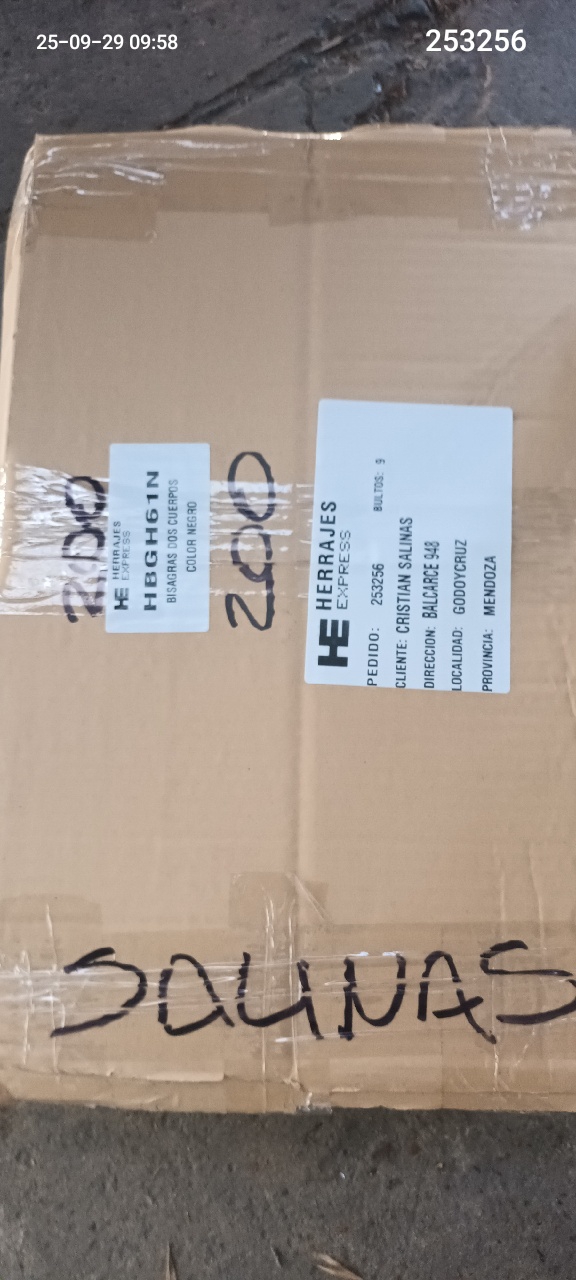 25-09-29 09:58
253256
200
HE HERRAJES
EXPRESS
HBGH61N
BISAGRAS DOS CUERPOS
COLOR NEGRO
200
HE HERRAJES
EXPRESS
PEDIDO: 253256 BULTOS: 9
CLIENTE: CRISTIAN SALINAS
DIRECCION: BALCARCE 948
LOCALIDAD: GODOYCRUZ
PROVINCIA: MENDOZA
SALINAS